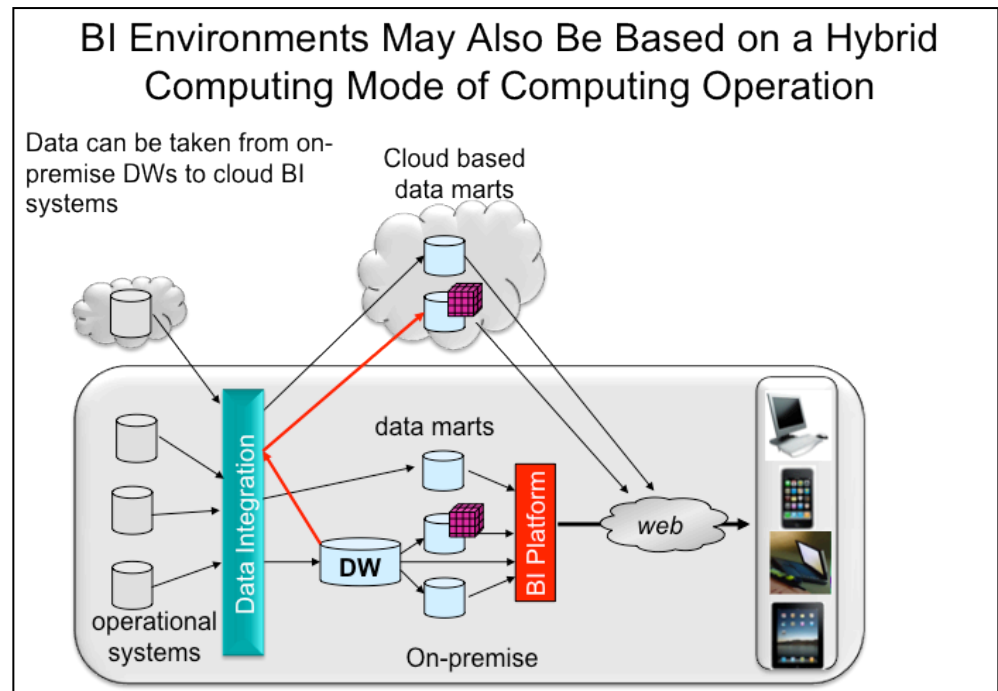 BI Environments May Also Be Based on a Hybrid
Computing Mode of Computing Operation
Data can be taken from on-
premise DWs to cloud BI
systems
Cloud based
data marts
data marts
Data Integration
DW
BI Platform
web
operational
systems
On-premise